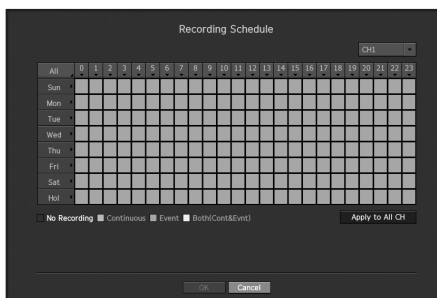 Recording Schedule
CH1
All 0 1 2 3 4 5 6 7 8 9 10 11 12 13 14 15 16 17 18 19 20 21 22 23
Sun
Mon
Tue
Wed
Thu
Fri
Sat
Hol
No Recording Continuous Event Both(Cont&Evnt) Apply to All CH
OK Cancel